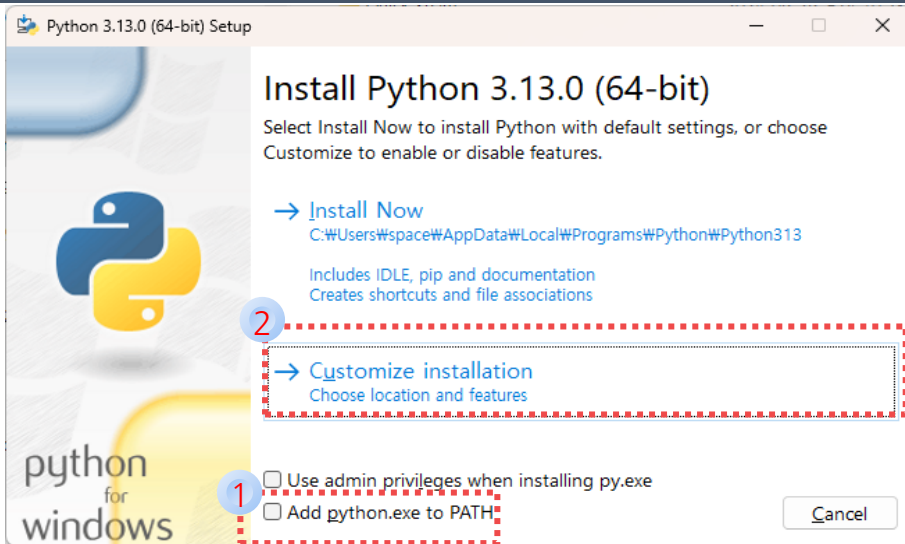 Python 3.13.0 (64-bit) Setup
Install Python 3.13.0 (64-bit)
Select Install Now to install Python with default settings, or choose
Customize to enable or disable features.
Install Now
C:₩Users₩space₩AppData₩Local₩Programs₩Python₩Python313
Includes IDLE, pip and documentation
Creates shortcuts and file associations
2
Customize installation
Choose location and features
python
for
windows
Use admin privileges when installing py.exe
1
Add python.exe to PATH
Cancel